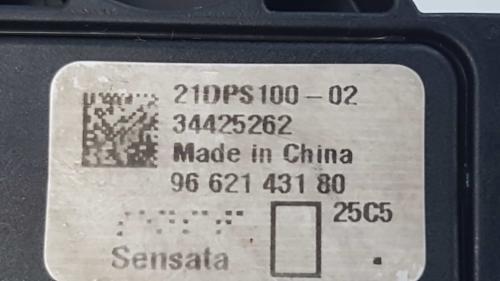 21DPS100-02
34425262
Made in China
96 621 431 80
25C5
Sensata